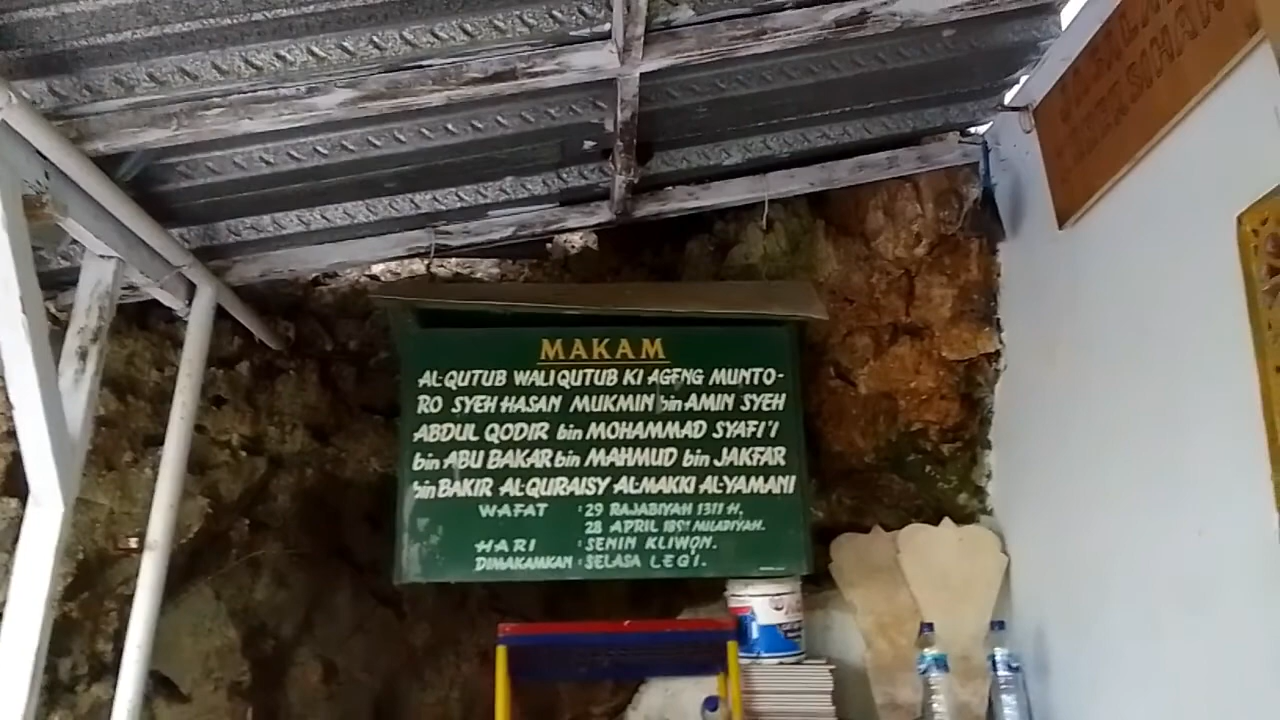 MAKAM
AL-QUTUB WALI QUTUB KI AGENG MUNTO-
RO SYEH HASAN MUKMIN bin AMIN SYEH
ABDUL QODIR bin MOHAMMAD SYAFI'I
bin ABU BAKAR bin MAHMUD bin JAKFAR
bin BAKIR AL-QURAISY AL-MAKKI AL-YAMANI
WAFAT : 29 RAJABIYAH 1311 H.
28 APRIL 1891 MILADIYAH.
HARI : SENIN KLIWON.
DIMAKAMKAN : SELASA LEGI.